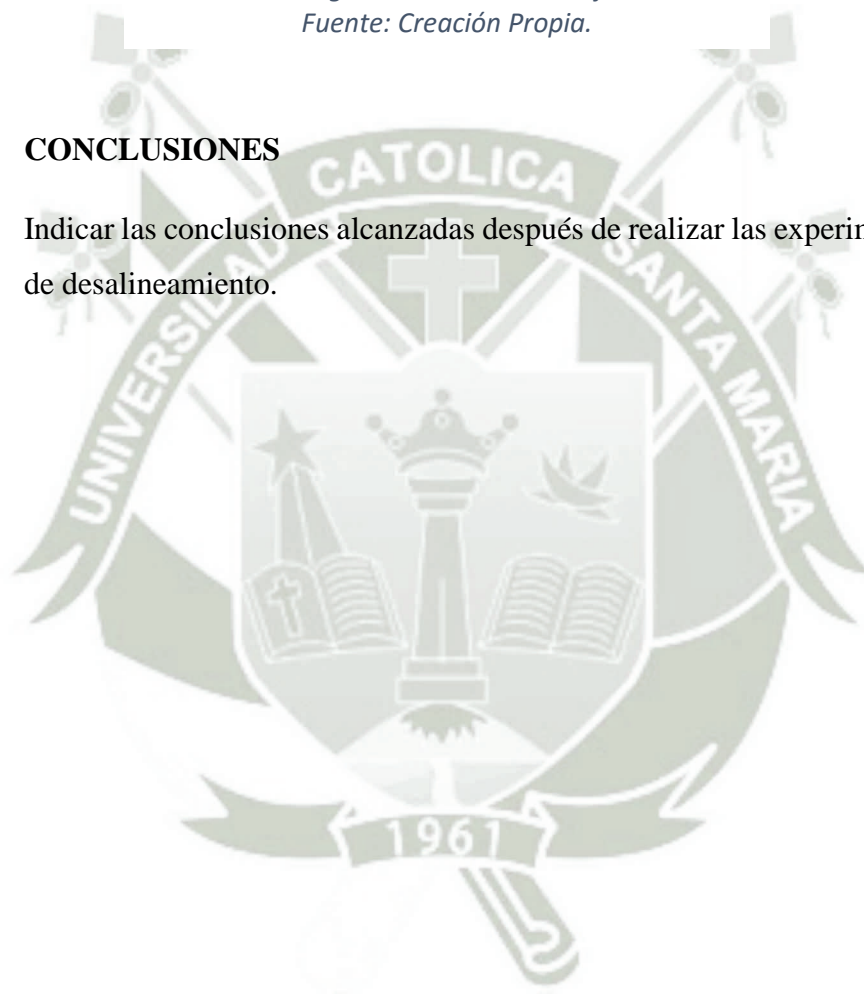 Fuente: Creación Propia.
CONCLUSIONES
Indicar las conclusiones alcanzadas después de realizar las
de desalineamiento.
UNIVERSIDAD CATOLICA SANTA MARIA
1961